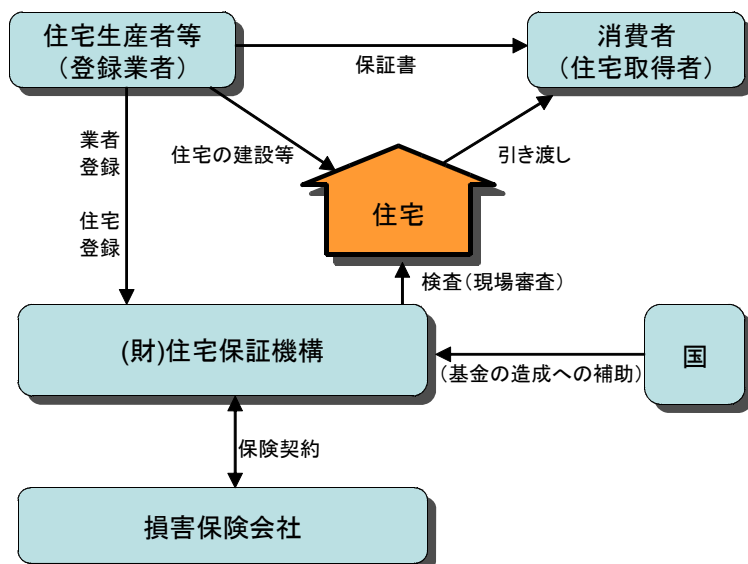 住宅生産者等
（登録業者）
保証書
消費者
（住宅取得者）
業者
登録
住宅の建設等
引き渡し
住宅
登録
住宅
検査（現場審査）
(財)住宅保証機構
（基金の造成への補助）
国
保険契約
損害保険会社